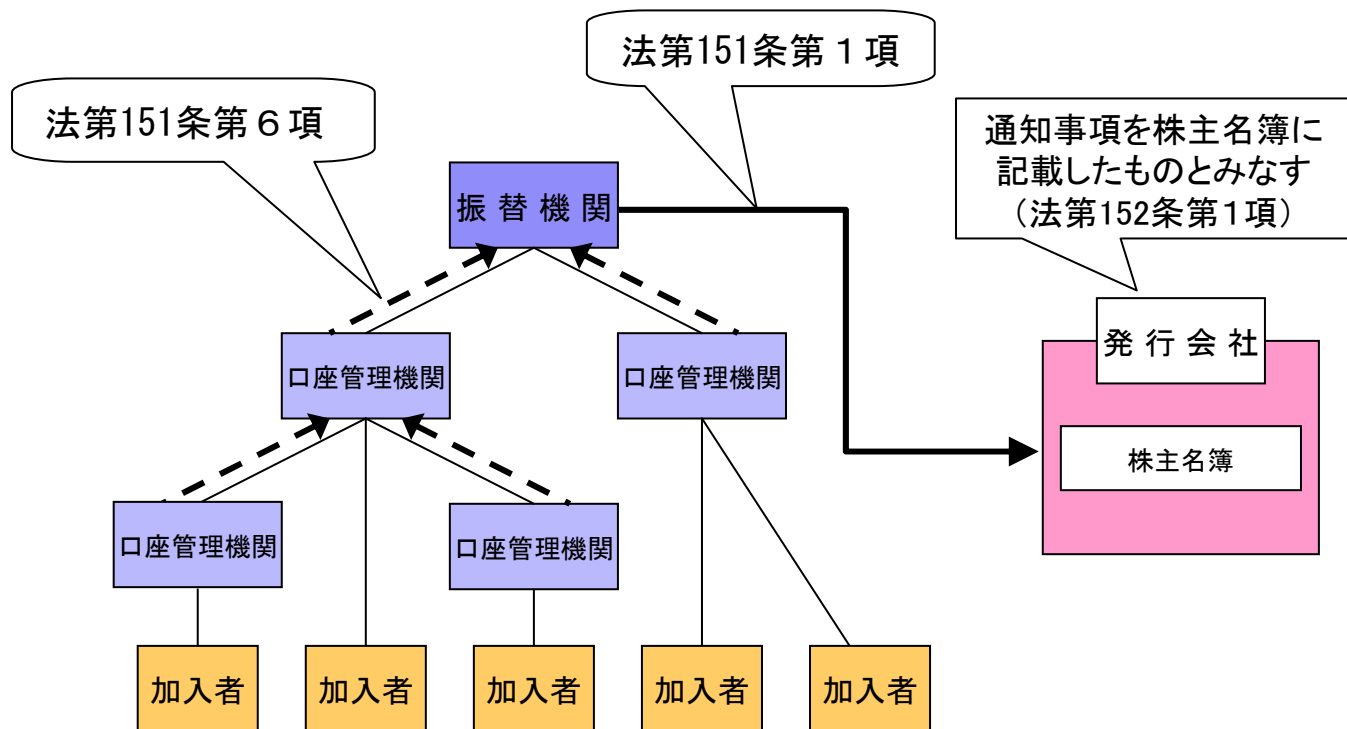 法第151条第１項
法第151条第６項
通知事項を株主名簿に
記載したものとみなす
（法第152条第１項）
振替機関
発行会社
口座管理機関
口座管理機関
株主名簿
口座管理機関
口座管理機関
加入者
加入者
加入者
加入者
加入者